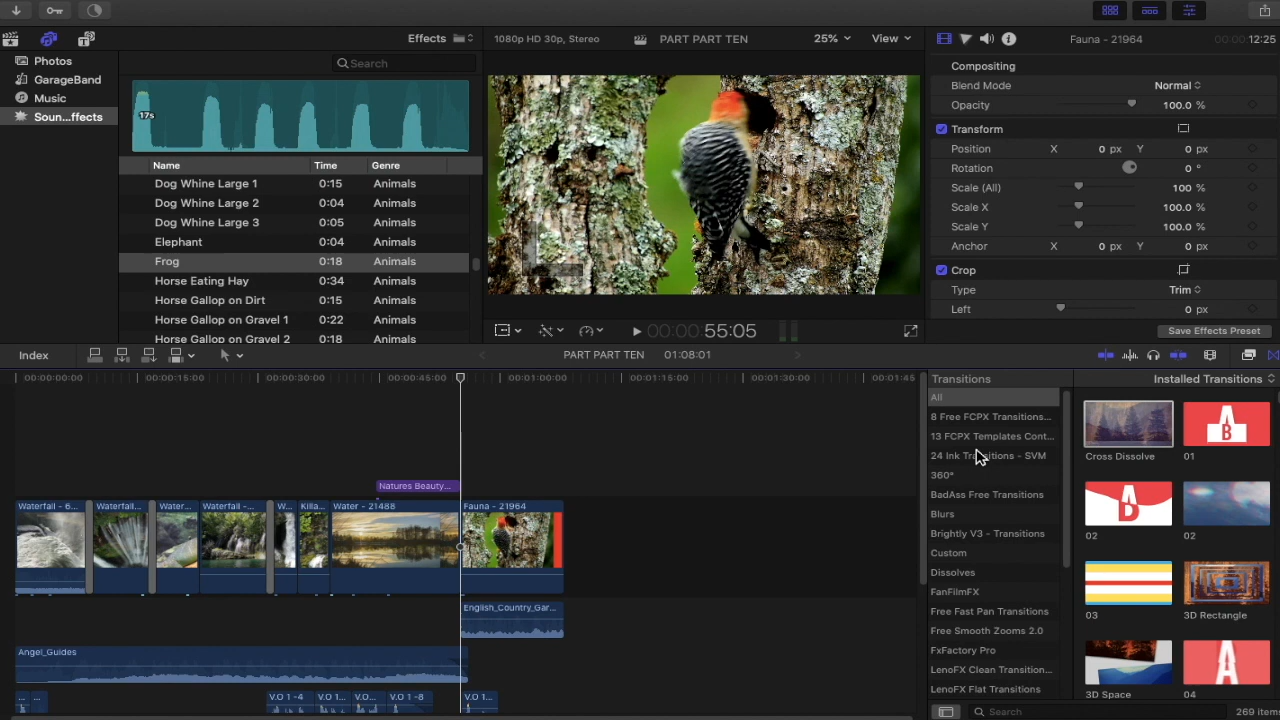 Effects
1080p HD 30p, Stereo
PART PART TEN
25%
View
Fauna - 21964
00:00
12:25
Photos
GarageBand
Music
Soun...ffects
Search
17s
Name
Time
Genre
Dog Whine Large 1
0:15
Animals
Dog Whine Large 2
0:04
Animals
Dog Whine Large 3
0:05
Animals
Elephant
0:04
Animals
Frog
0:18
Animals
Horse Eating Hay
0:34
Animals
Horse Gallop on Dirt
0:15
Animals
Horse Gallop on Gravel 1
0:22
Animals
Horse Gallop on Gravel 2
0:18
Animals
00:00 55:05
Compositing
Blend Mode
Normal
Opacity
100.0 %
Transform
Position
X
0 px
Y
0 px
Rotation
0 °
Scale (All)
100 %
Scale X
100.0 %
Scale Y
100.0 %
Anchor
X
0 px
Y
0 px
Crop
Type
Trim
Left
0 px
Save Effects Preset
Index
PART PART TEN
01:08:01
00:00:00:00
00:00:15:00
00:00:30:00
00:00:45:00
00:01:00:00
00:01:15:00
00:01:30:00
00:01:45
Natures Beauty...
Waterfall - 6...
Waterfall...
Water...
Waterfall -...
W...
Killa...
Water - 21488
Fauna - 21964
English_Country_Gar...
Angel_Guides
...
...
V.O 1 -4
V.O 1...
V.O...
V.O 1 -8
V.O 1...
Transitions
Installed Transitions
All
8 Free FCPX Transitions...
13 FCPX Templates Cont...
24 Ink Transitions - SVM
360°
BadAss Free Transitions
Blurs
Brightly V3 - Transitions
Custom
Dissolves
FanFilmFX
Free Fast Pan Transitions
Free Smooth Zooms 2.0
FxFactory Pro
LenoFX Clean Transition...
LenoFX Flat Transitions
A
B
Cross Dissolve
01
B
02
02
03
3D Rectangle
A
3D Space
04
Search
269 items